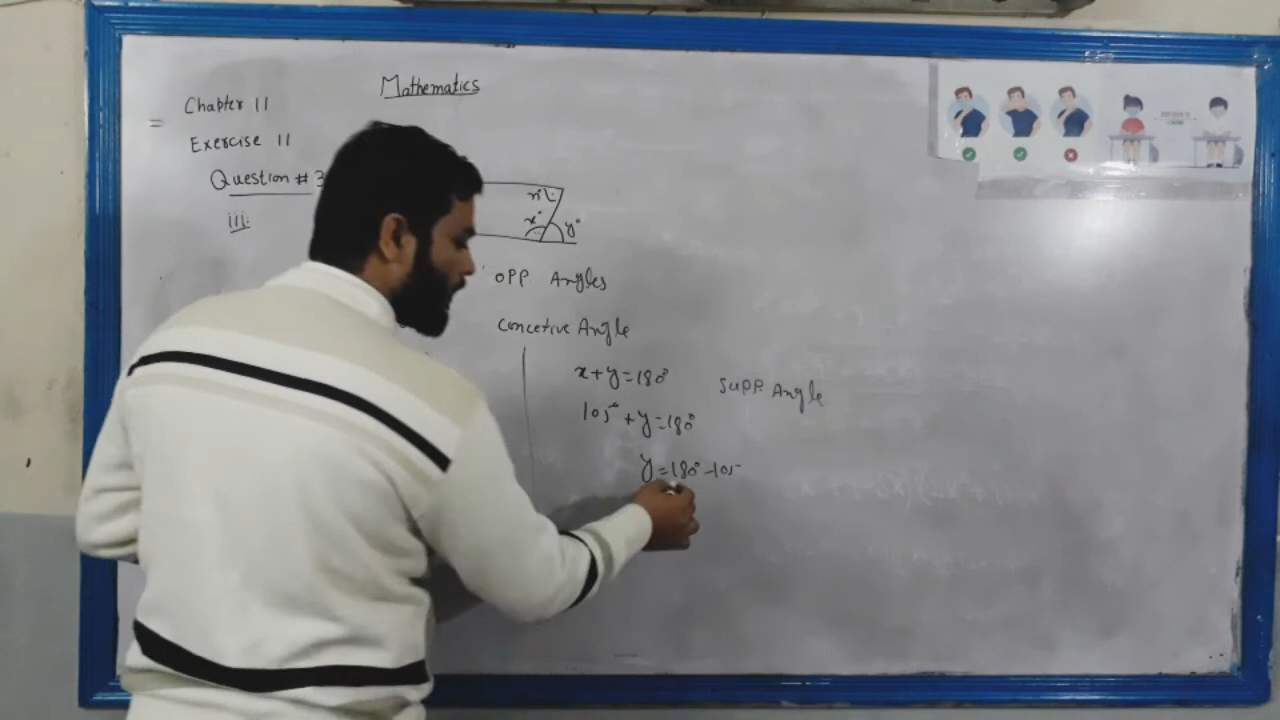 Mathematics
Chapter 11
Exercise 11
Question # 3
iii.
x°
y°
OPP. Angles
Concetive Angle
x+y=180°
Supp. Angle
105°+y=180°
y=180°-105